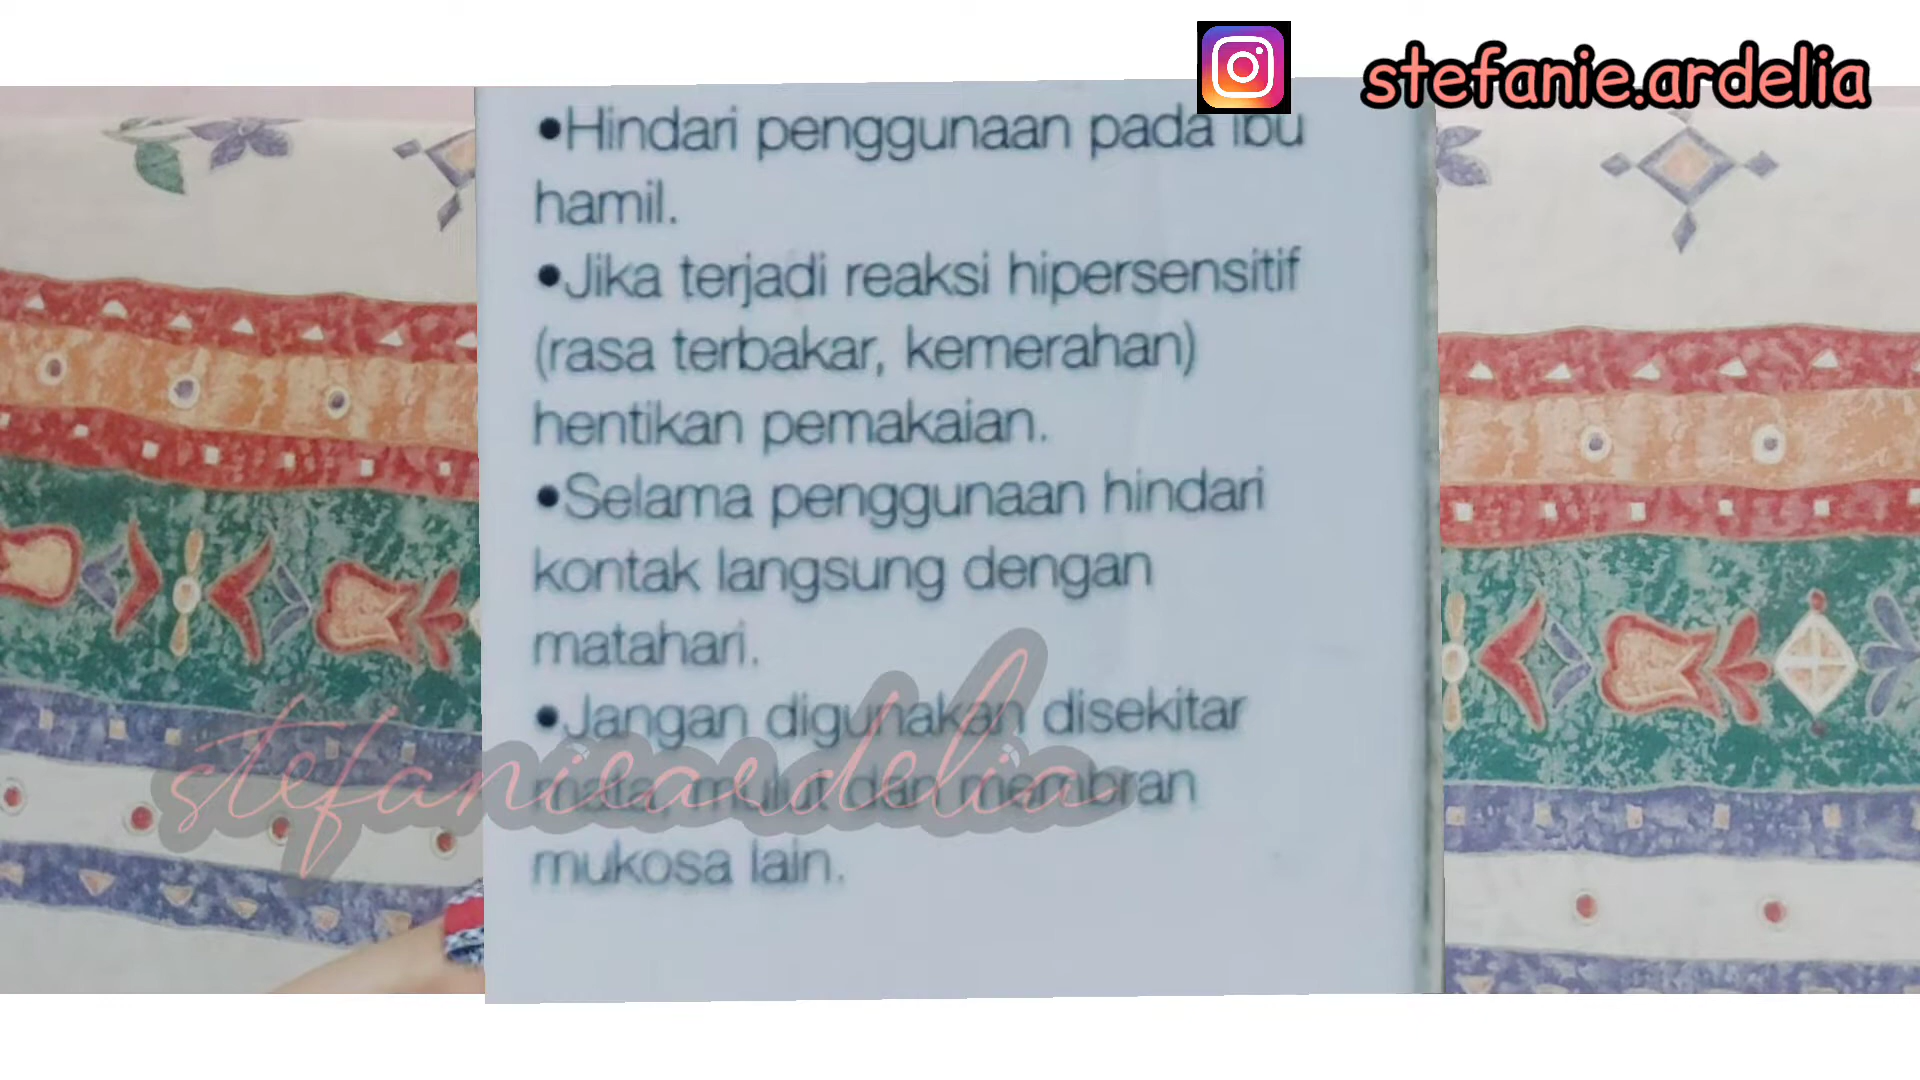 stefanie.ardelia
•Hindari penggunaan pada ibu
hamil.
•Jika terjadi reaksi hipersensitif
(rasa terbakar, kemerahan)
hentikan pemakaian.
•Selama penggunaan hindari
kontak langsung dengan
matahari.
•Jangan digunakan disekitar
mata, mulut dan membran
mukosa lain.
stefanieardelia